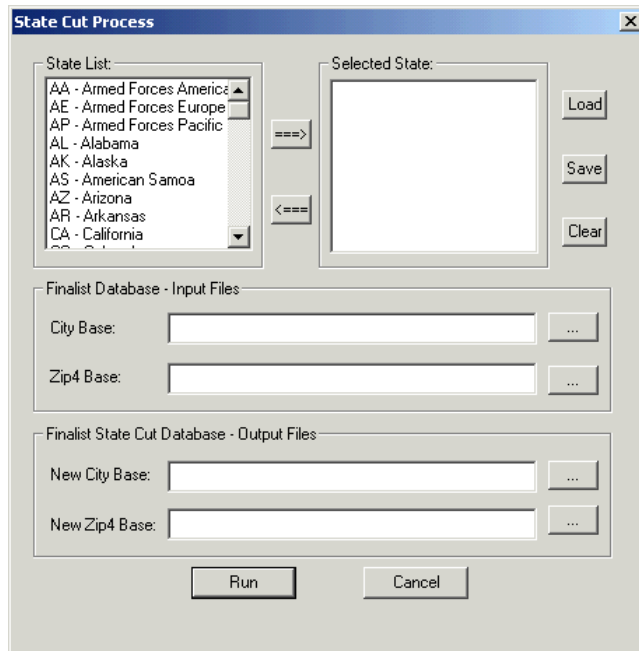 State Cut Process
State List:
AA - Armed Forces America
AE - Armed Forces Europe
AP - Armed Forces Pacific
AL - Alabama
AK - Alaska
AS - American Samoa
AZ - Arizona
AR - Arkansas
CA - California
===>
<===
Selected State:
Load
Save
Clear
Finalist Database - Input Files
City Base:
...
Zip4 Base:
...
Finalist State Cut Database - Output Files
New City Base:
...
New Zip4 Base:
...
Run
Cancel